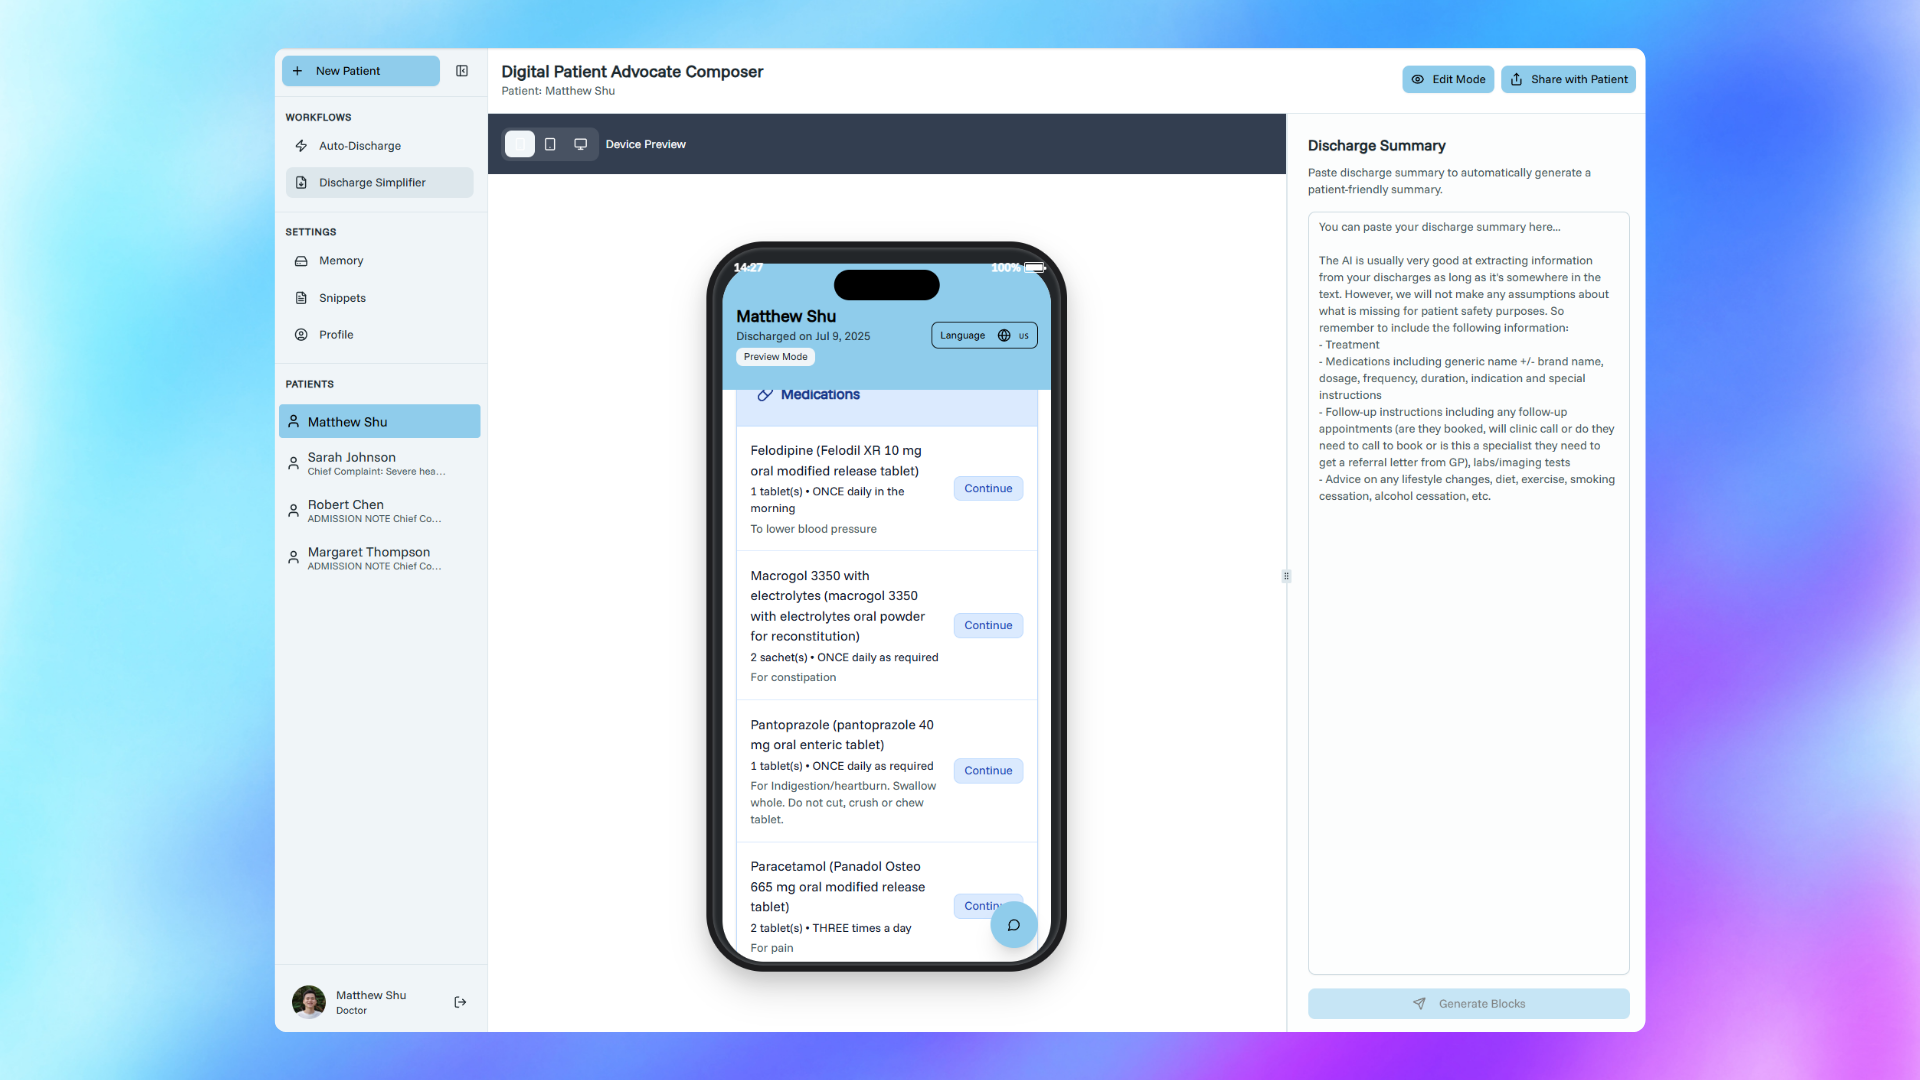 New Patient
WORKFLOWS
Auto-Discharge
Discharge Simplifier
SETTINGS
Memory
Snippets
Profile
PATIENTS
Matthew Shu
Sarah Johnson
Chief Complaint: Severe hea...
Robert Chen
ADMISSION NOTE Chief Co...
Margaret Thompson
ADMISSION NOTE Chief Co...
Matthew Shu
Doctor
Digital Patient Advocate Composer
Patient: Matthew Shu
Edit Mode
Share with Patient
Device Preview
14:27
100%
Matthew Shu
Discharged on Jul 9, 2025
Preview Mode
Language us
Medications
Felodipine (Felodil XR 10 mg
oral modified release tablet)
1 tablet(s) • ONCE daily in the
morning
To lower blood pressure
Continue
Macrogol 3350 with
electrolytes (macrogol 3350
with electrolytes oral powder
for reconstitution)
2 sachet(s) • ONCE daily as required
For constipation
Continue
Pantoprazole (pantoprazole 40
mg oral enteric tablet)
1 tablet(s) • ONCE daily as required
For Indigestion/heartburn. Swallow
whole. Do not cut, crush or chew
tablet.
Continue
Paracetamol (Panadol Osteo
665 mg oral modified release
tablet)
2 tablet(s) • THREE times a day
For pain
Contin
Discharge Summary
Paste discharge summary to automatically generate a
patient-friendly summary.
You can paste your discharge summary here...
The AI is usually very good at extracting information
from your discharges as long as it's somewhere in the
text. However, we will not make any assumptions about
what is missing for patient safety purposes. So
remember to include the following information:
- Treatment
- Medications including generic name +/- brand name,
dosage, frequency, duration, indication and special
instructions
- Follow-up instructions including any follow-up
appointments (are they booked, will clinic call or do they
need to call to book or is this a specialist they need to
get a referral letter from GP), labs/imaging tests
- Advice on any lifestyle changes, diet, exercise, smoking
cessation, alcohol cessation, etc.
Generate Blocks